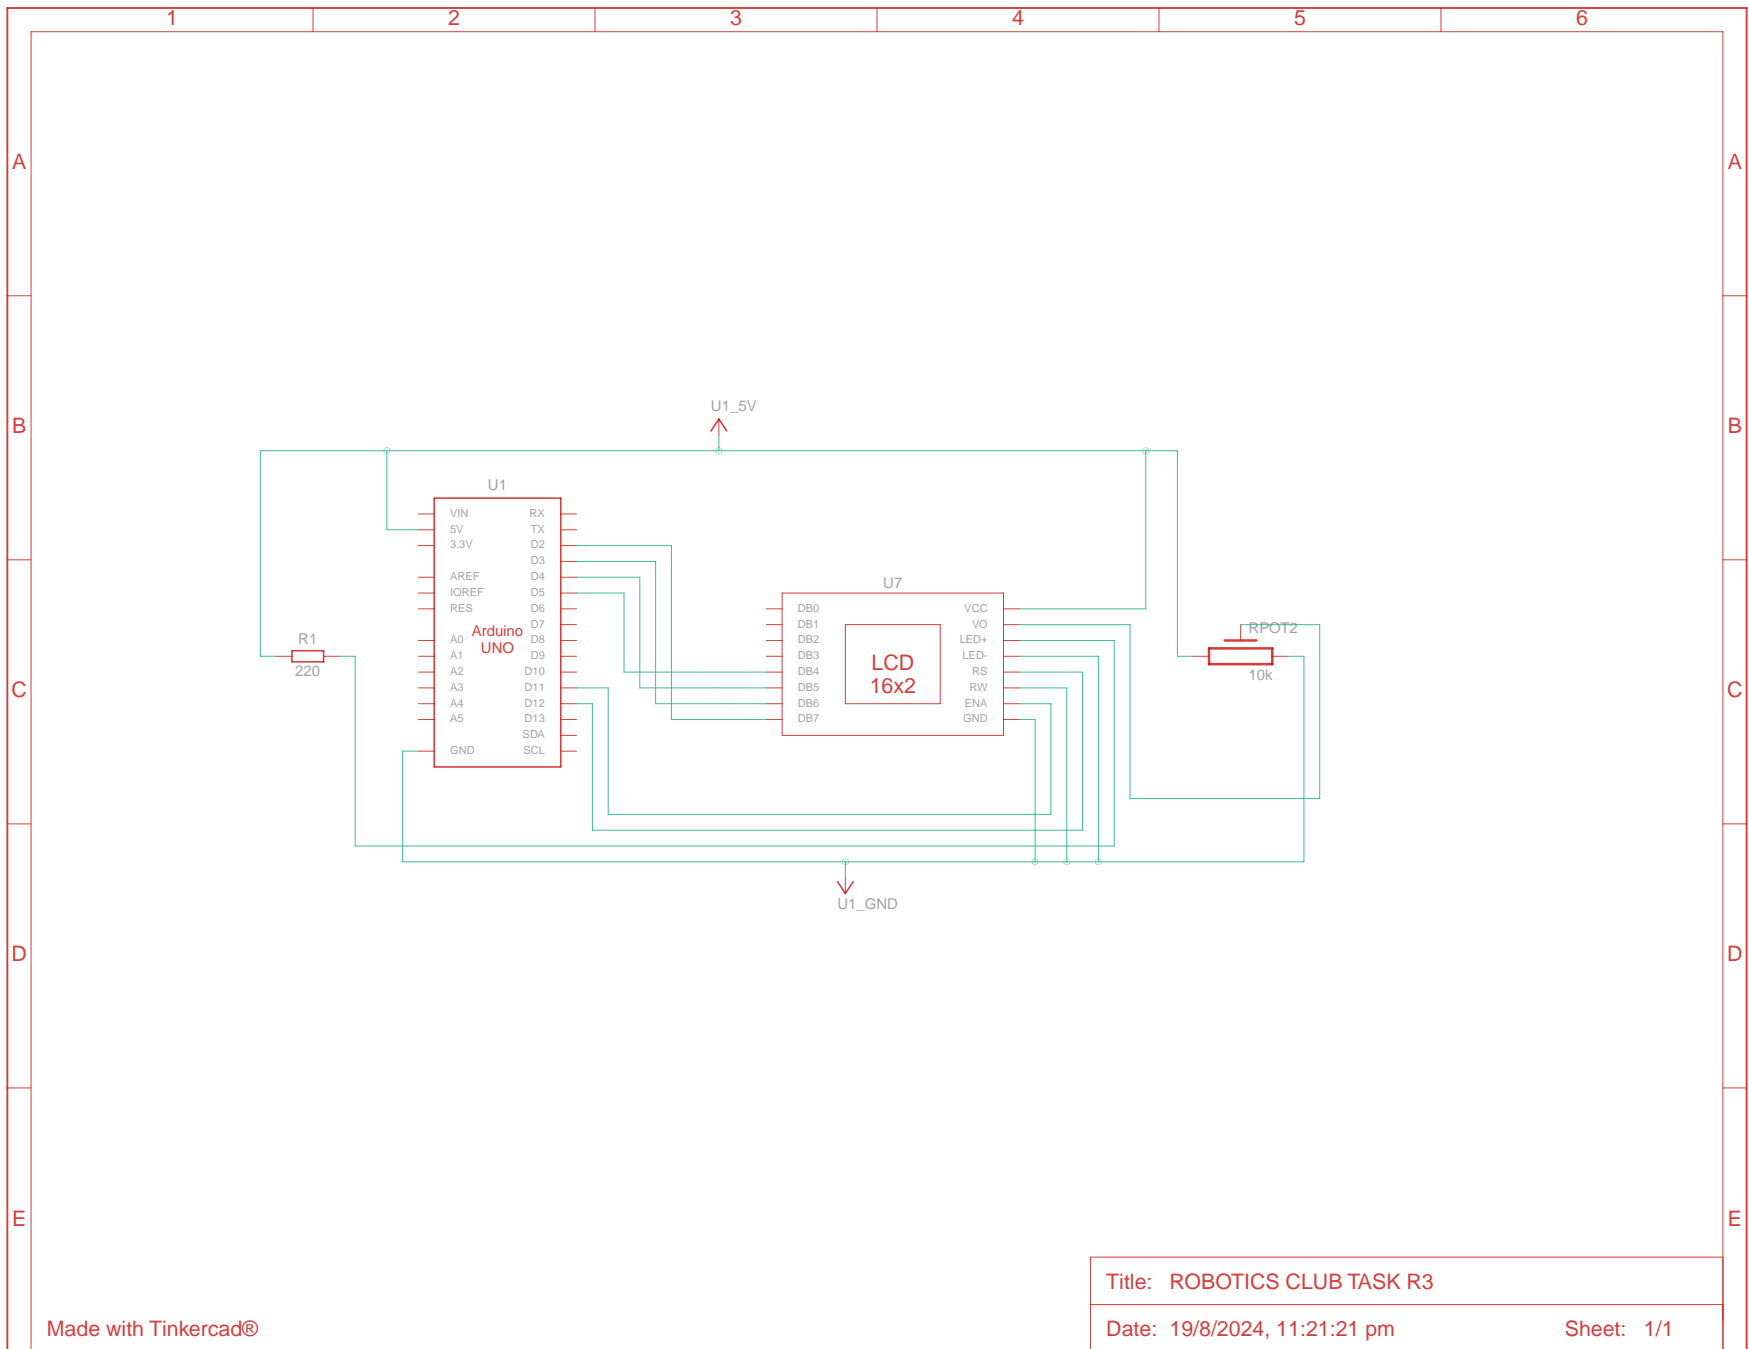 1 2 3 4 5 6
A A
U1_5V
B B
U1
VIN RX
5V TX
3.3V D2
D3
AREF D4
IOREF D5
RES D6
D7
A0 D8
A1 D9
A2 D10
A3 D11
A4 D12
A5 D13
SDA
GND SCL
Arduino
UNO
R1
220
U7
DB0 VCC
DB1 VO
DB2 LED+
DB3 LED-
DB4 RS
DB5 RW
DB6 ENA
DB7 GND
LCD
16x2
RPOT2
10k
C C
U1_GND
D D
E E
Title: ROBOTICS CLUB TASK R3
Made with Tinkercad®
Date: 19/8/2024, 11:21:21 pm Sheet: 1/1